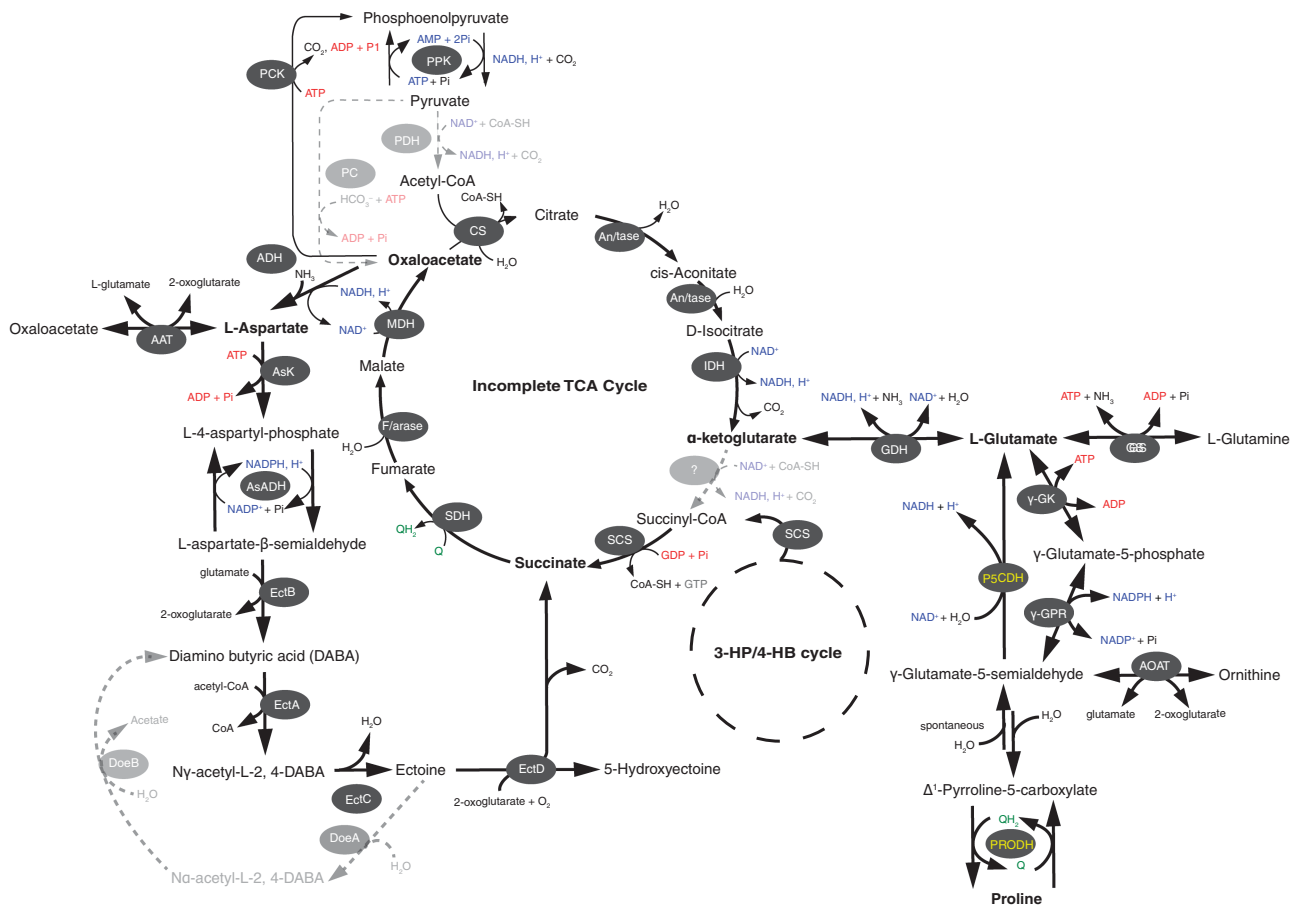 Phosphoenolpyruvate
CO₂, ADP + P1
PCK
ATP
AMP + 2Pi
PPK
ATP + Pi
NADH, H⁺ + CO₂
Pyruvate
NAD⁺ + CoA-SH
PDH
NADH, H⁺ + CO₂
PC
Acetyl-CoA
HCO₃⁻ + ATP
ADP + Pi
CoA-SH
CS
H₂O
Citrate
H₂O
An/tase
cis-Aconitate
An/tase
H₂O
D-Isocitrate
IDH
NAD⁺
NADH, H⁺
CO₂
ADH
Oxaloacetate
NH₃
NADH, H⁺
NAD⁺
MDH
L-glutamate
2-oxoglutarate
Oxaloacetate
AAT
L-Aspartate
ATP
AsK
ADP + Pi
Malate
Incomplete TCA Cycle
F/arase
H₂O
Fumarate
SDH
QH₂
Q
Succinate
α-ketoglutarate
?
NAD⁺ + CoA-SH
NADH, H⁺ + CO₂
Succinyl-CoA
SCS
GDP + Pi
CoA-SH + GTP
SCS
3-HP/4-HB cycle
NADH, H⁺ + NH₃
NAD⁺ + H₂O
GDH
L-Glutamate
ATP + NH₃
ADP + Pi
GS
L-Glutamine
ATP
γ-GK
ADP
NADH + H⁺
γ-Glutamate-5-phosphate
P5CDH
NADPH + H⁺
γ-GPR
NAD⁺ + H₂O
NADP⁺ + Pi
γ-Glutamate-5-semialdehyde
AOAT
Ornithine
glutamate
2-oxoglutarate
spontaneous
H₂O
H₂O
Δ¹-Pyrroline-5-carboxylate
QH₂
PRODH
Q
Proline
L-4-aspartyl-phosphate
NADPH, H⁺
AsADH
NADP⁺ + Pi
L-aspartate-β-semialdehyde
glutamate
EctB
2-oxoglutarate
Diamino butyric acid (DABA)
acetyl-CoA
EctA
CoA
Acetate
DoeB
H₂O
Nγ-acetyl-L-2, 4-DABA
H₂O
EctC
Ectoine
EctD
2-oxoglutarate + O₂
CO₂
5-Hydroxyectoine
DoeA
H₂O
Nα-acetyl-L-2, 4-DABA